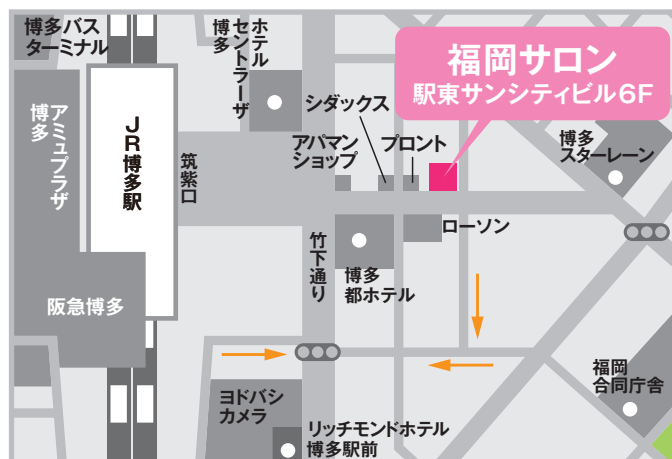 博多バス
ターミナル
アミュプラザ
博多
JR博多駅
筑紫口
ホテル
セントラーザ
博多
シダックス
アパマン
ショップ
プロント
福岡サロン
駅東サンシティビル6F
博多
スターレーン
ローソン
竹下通り
博多
都ホテル
阪急博多
ヨドバシ
カメラ
リッチモンドホテル
博多駅前
福岡
合同庁舎